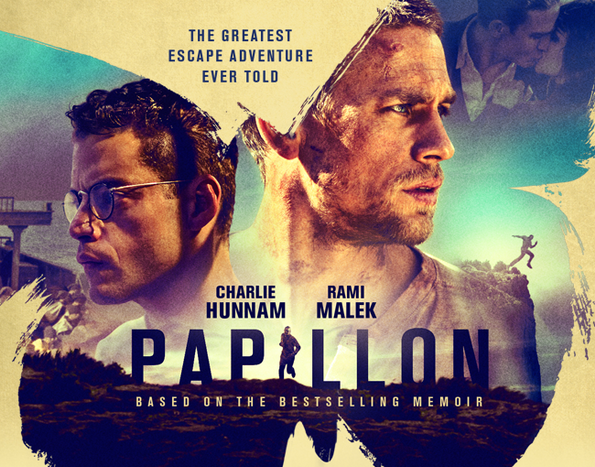 THE GREATEST
ESCAPE ADVENTURE
EVER TOLD
CHARLIE
HUNNAM
RAMI
MALEK
PAPILLON
BASED ON THE BESTSELLING MEMOIR